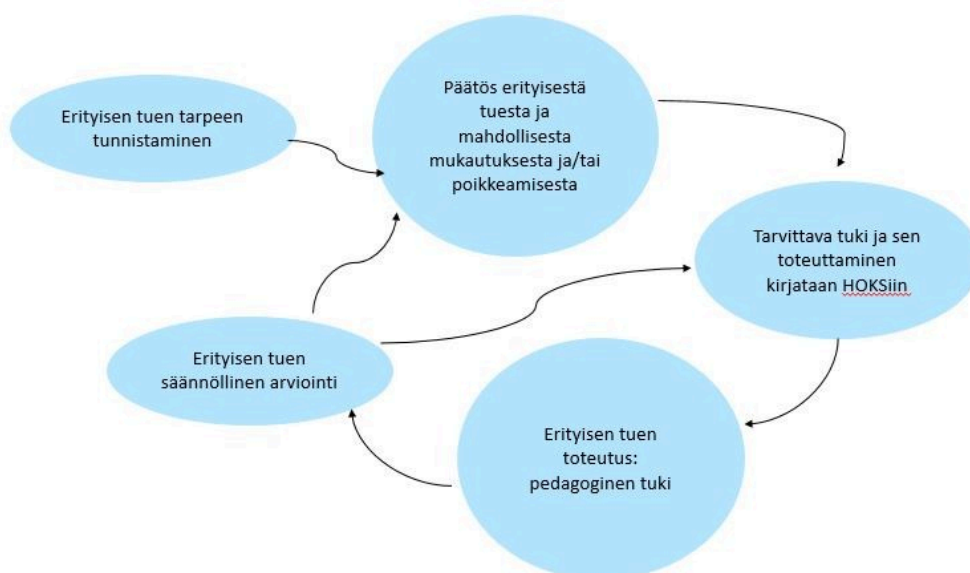 Erityisen tuen tarpeen
tunnistaminen
Päätös erityisestä
tuesta ja
mahdollisesta
mukautuksesta ja/tai
poikkeamisesta
Tarvittava tuki ja sen
toteuttaminen
kirjataan HOKSiin
Erityisen tuen
toteutus:
pedagoginen tuki
Erityisen tuen
säännöllinen arviointi